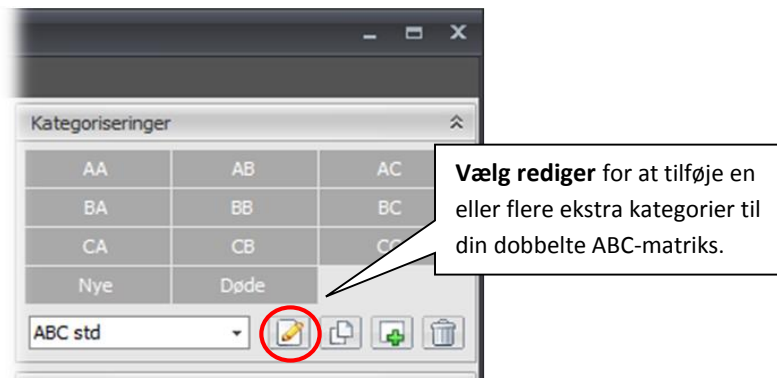 Kategoriseringer
AA AB AC
BA BB BC
CA CB CC
Nye Døde
ABC std
Vælg rediger for at tilføje en
eller flere ekstra kategorier til
din dobbelte ABC-matriks.